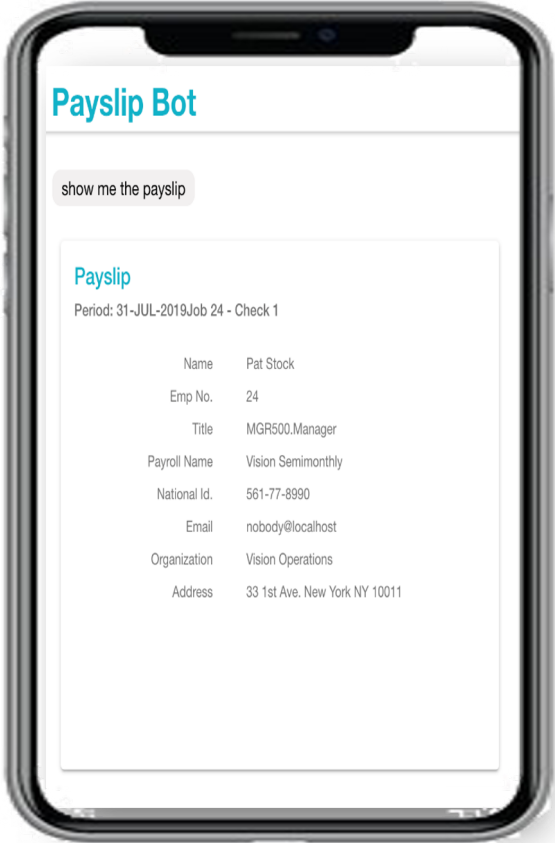 Payslip Bot
show me the payslip
Payslip
Period: 31-JUL-2019Job 24 - Check 1
Name Pat Stock
Emp No. 24
Title MGR500.Manager
Payroll Name Vision Semimonthly
National Id. 561-77-8990
Email nobody@localhost
Organization Vision Operations
Address 33 1st Ave. New York NY 10011